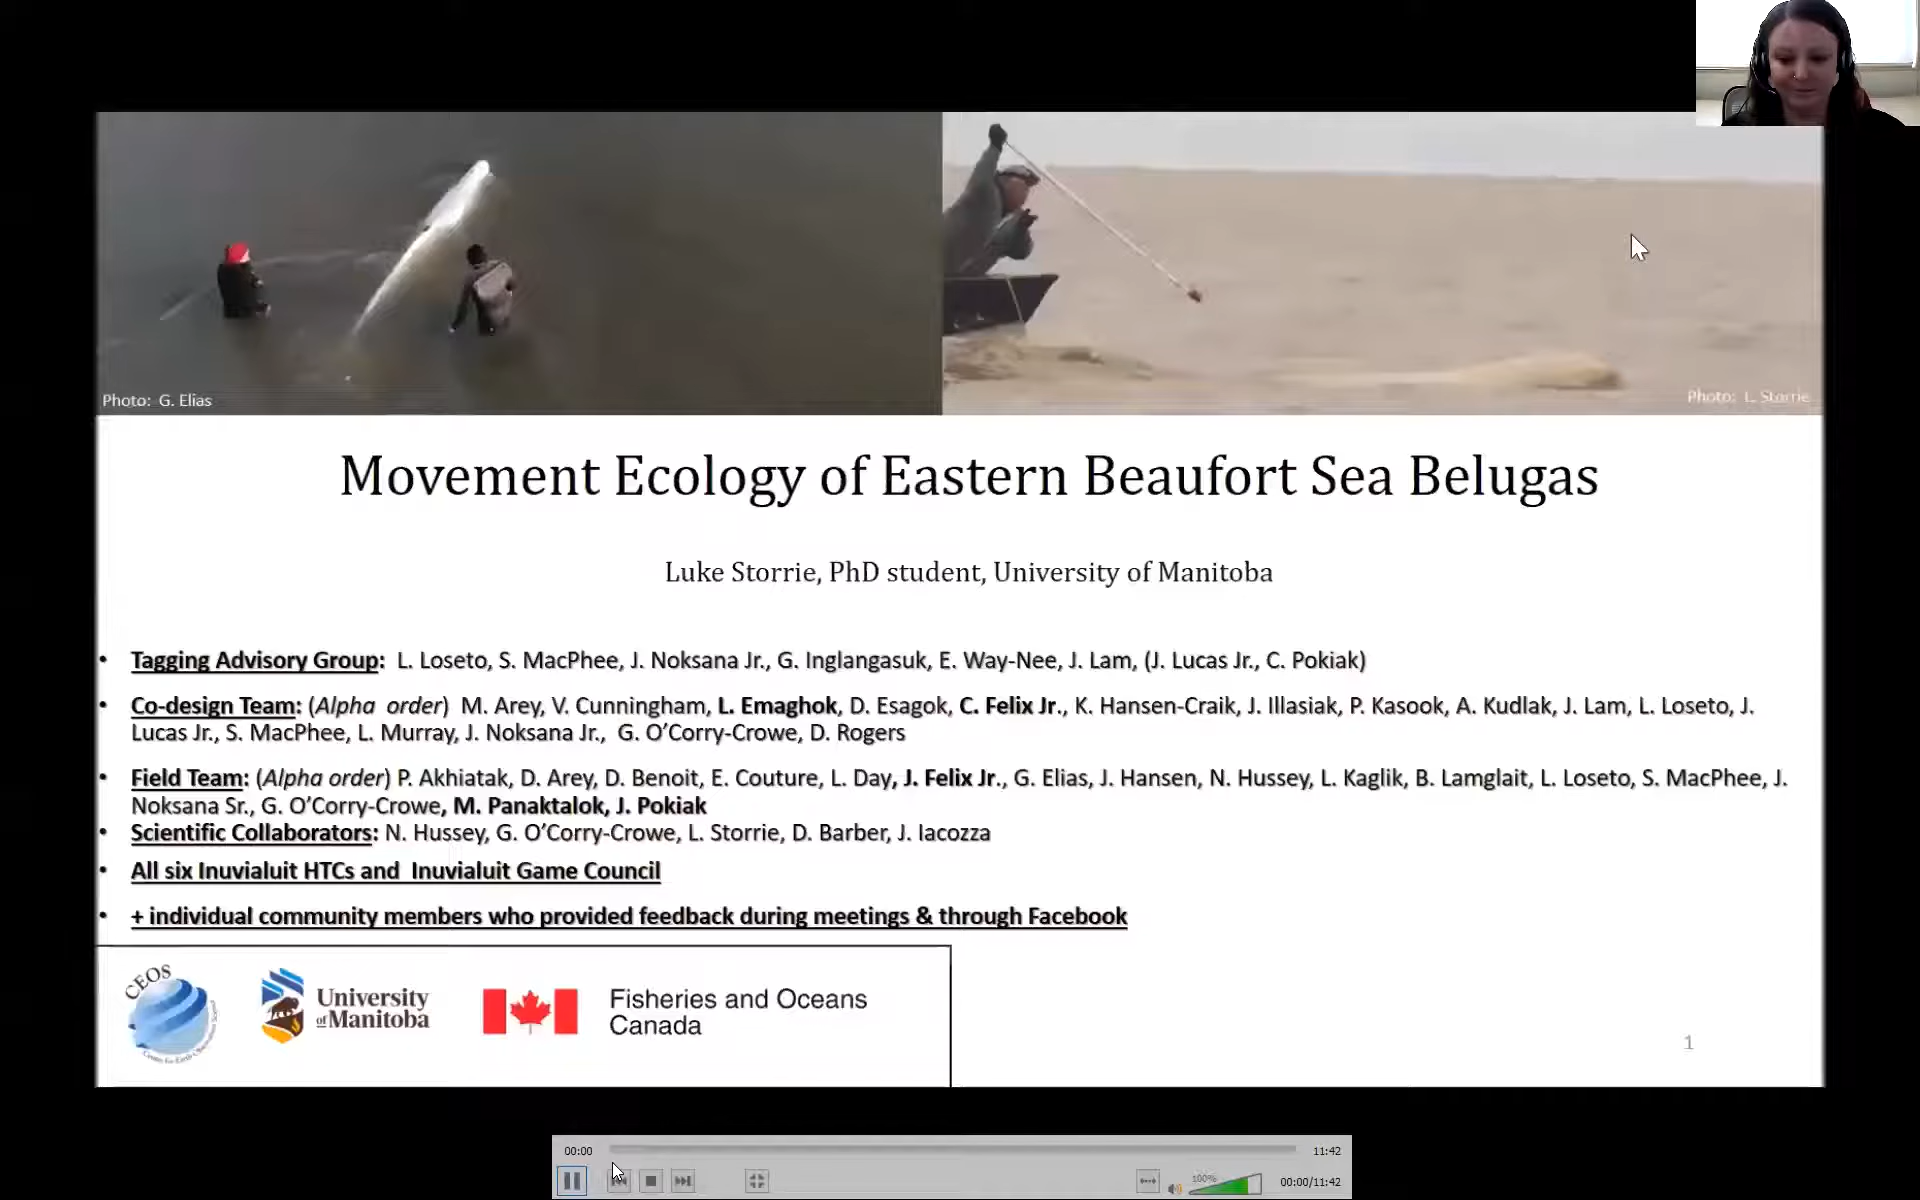 Photo: G. Elias
Photo: L. Storrie
Movement Ecology of Eastern Beaufort Sea Belugas
Luke Storrie, PhD student, University of Manitoba
• Tagging Advisory Group: L. Loseto, S. MacPhee, J. Noksana Jr., G. Inglangasuk, E. Way-Nee, J. Lam, (J. Lucas Jr., C. Pokiak)
• Co-design Team: (Alpha order) M. Arey, V. Cunningham, L. Emaghok, D. Esagok, C. Felix Jr., K. Hansen-Craik, J. Illasiak, P. Kasook, A. Kudlak, J. Lam, L. Loseto, J.
Lucas Jr., S. MacPhee, L. Murray, J. Noksana Jr., G. O'Corry-Crowe, D. Rogers
• Field Team: (Alpha order) P. Akhiatak, D. Arey, D. Benoit, E. Couture, L. Day, J. Felix Jr., G. Elias, J. Hansen, N. Hussey, L. Kaglik, B. Lamglait, L. Loseto, S. MacPhee, J.
Noksana Sr., G. O'Corry-Crowe, M. Panaktalok, J. Pokiak
• Scientific Collaborators: N. Hussey, G. O'Corry-Crowe, L. Storrie, D. Barber, J. Iacozza
• All six Inuvialuit HTCs and Inuvialuit Game Council
• + individual community members who provided feedback during meetings & through Facebook
CEOS
University
of Manitoba
Fisheries and Oceans
Canada
1
00:00
11:42
100%
00:00/11:42